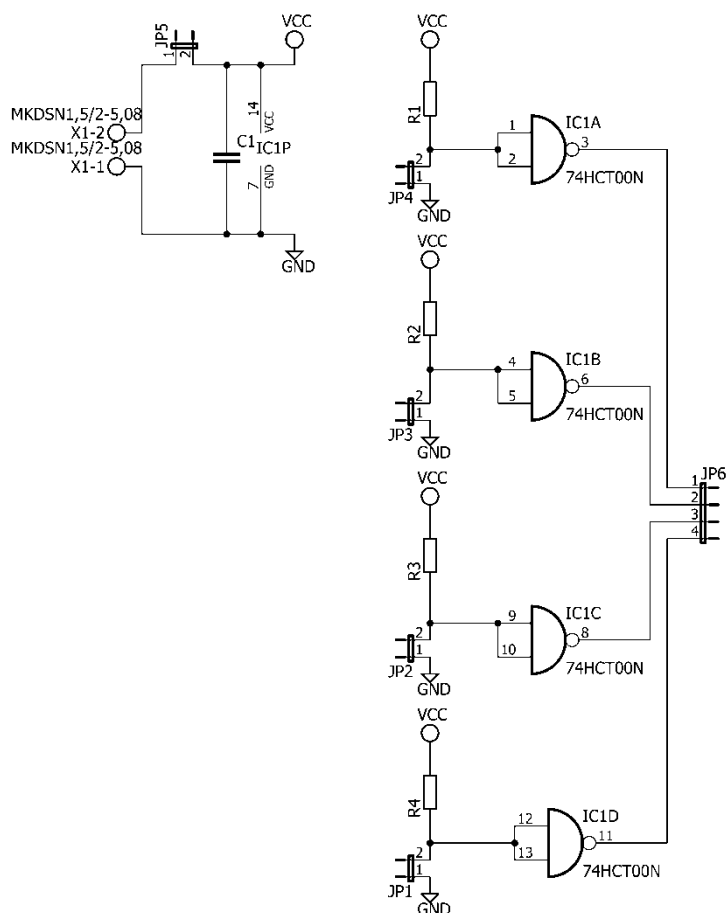 JP5
1
2
VCC
MKDSN1,5/2-5,08
X1-2
MKDSN1,5/2-5,08
X1-1
C1
14
VCC
IC1P
GND
7
GND
VCC
R1
2
1
JP4
GND
1
2
IC1A
3
74HCT00N
VCC
R2
2
1
JP3
GND
4
5
IC1B
6
74HCT00N
VCC
R3
2
1
JP2
GND
9
10
IC1C
8
74HCT00N
VCC
R4
2
1
JP1
GND
12
13
IC1D
11
74HCT00N
JP6
1
2
3
4